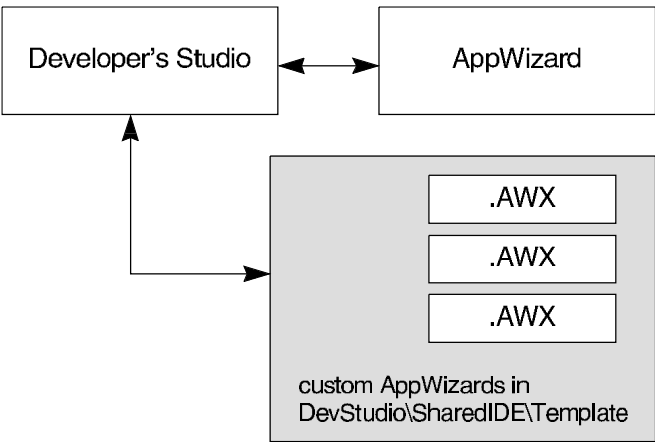 Developer's Studio
AppWizard
.AWX
.AWX
.AWX
custom AppWizards in
DevStudio\SharedIDE\Template